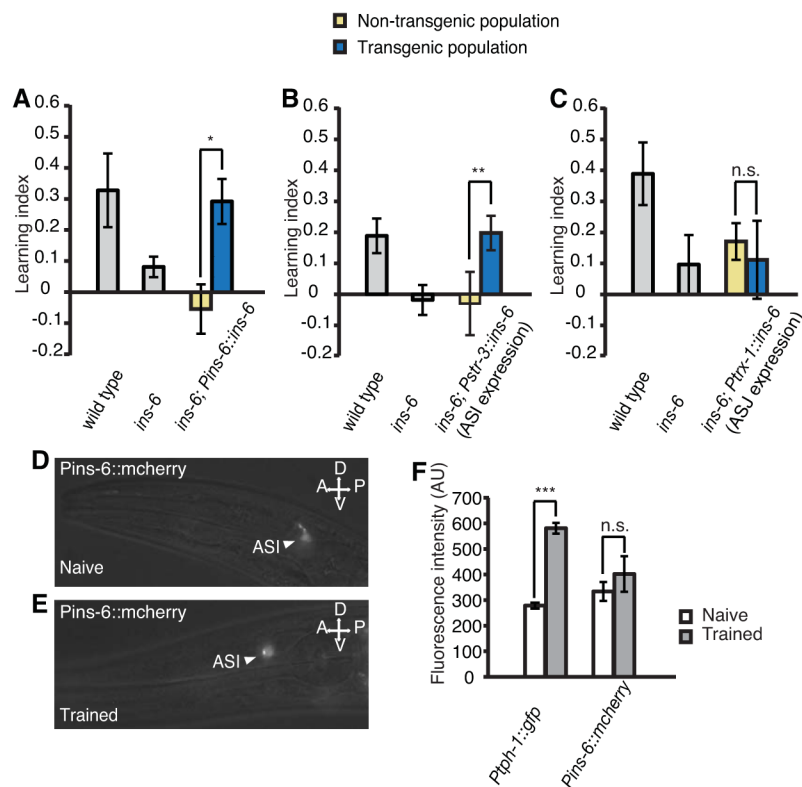 Non-transgenic population
Transgenic population
A
Learning index
0.6
0.5
0.4
0.3
0.2
0.1
0
-0.1
-0.2
*
wild type
ins-6
ins-6; Pins-6::ins-6
B
Learning index
0.6
0.5
0.4
0.3
0.2
0.1
0
-0.1
-0.2
**
wild type
ins-6
ins-6; Pstr-3::ins-6
(ASI expression)
C
Learning index
0.6
0.5
0.4
0.3
0.2
0.1
0
-0.1
-0.2
n.s.
wild type
ins-6
ins-6; Ptrx-1::ins-6
(ASJ expression)
D
Pins-6::mcherry
D
A P
V
ASI
Naive
E
Pins-6::mcherry
D
A P
V
ASI
Trained
F
Fluorescence intensity (AU)
700
600
500
400
300
200
100
0
***
n.s.
Ptph-1::gfp
Pins-6::mcherry
Naive
Trained